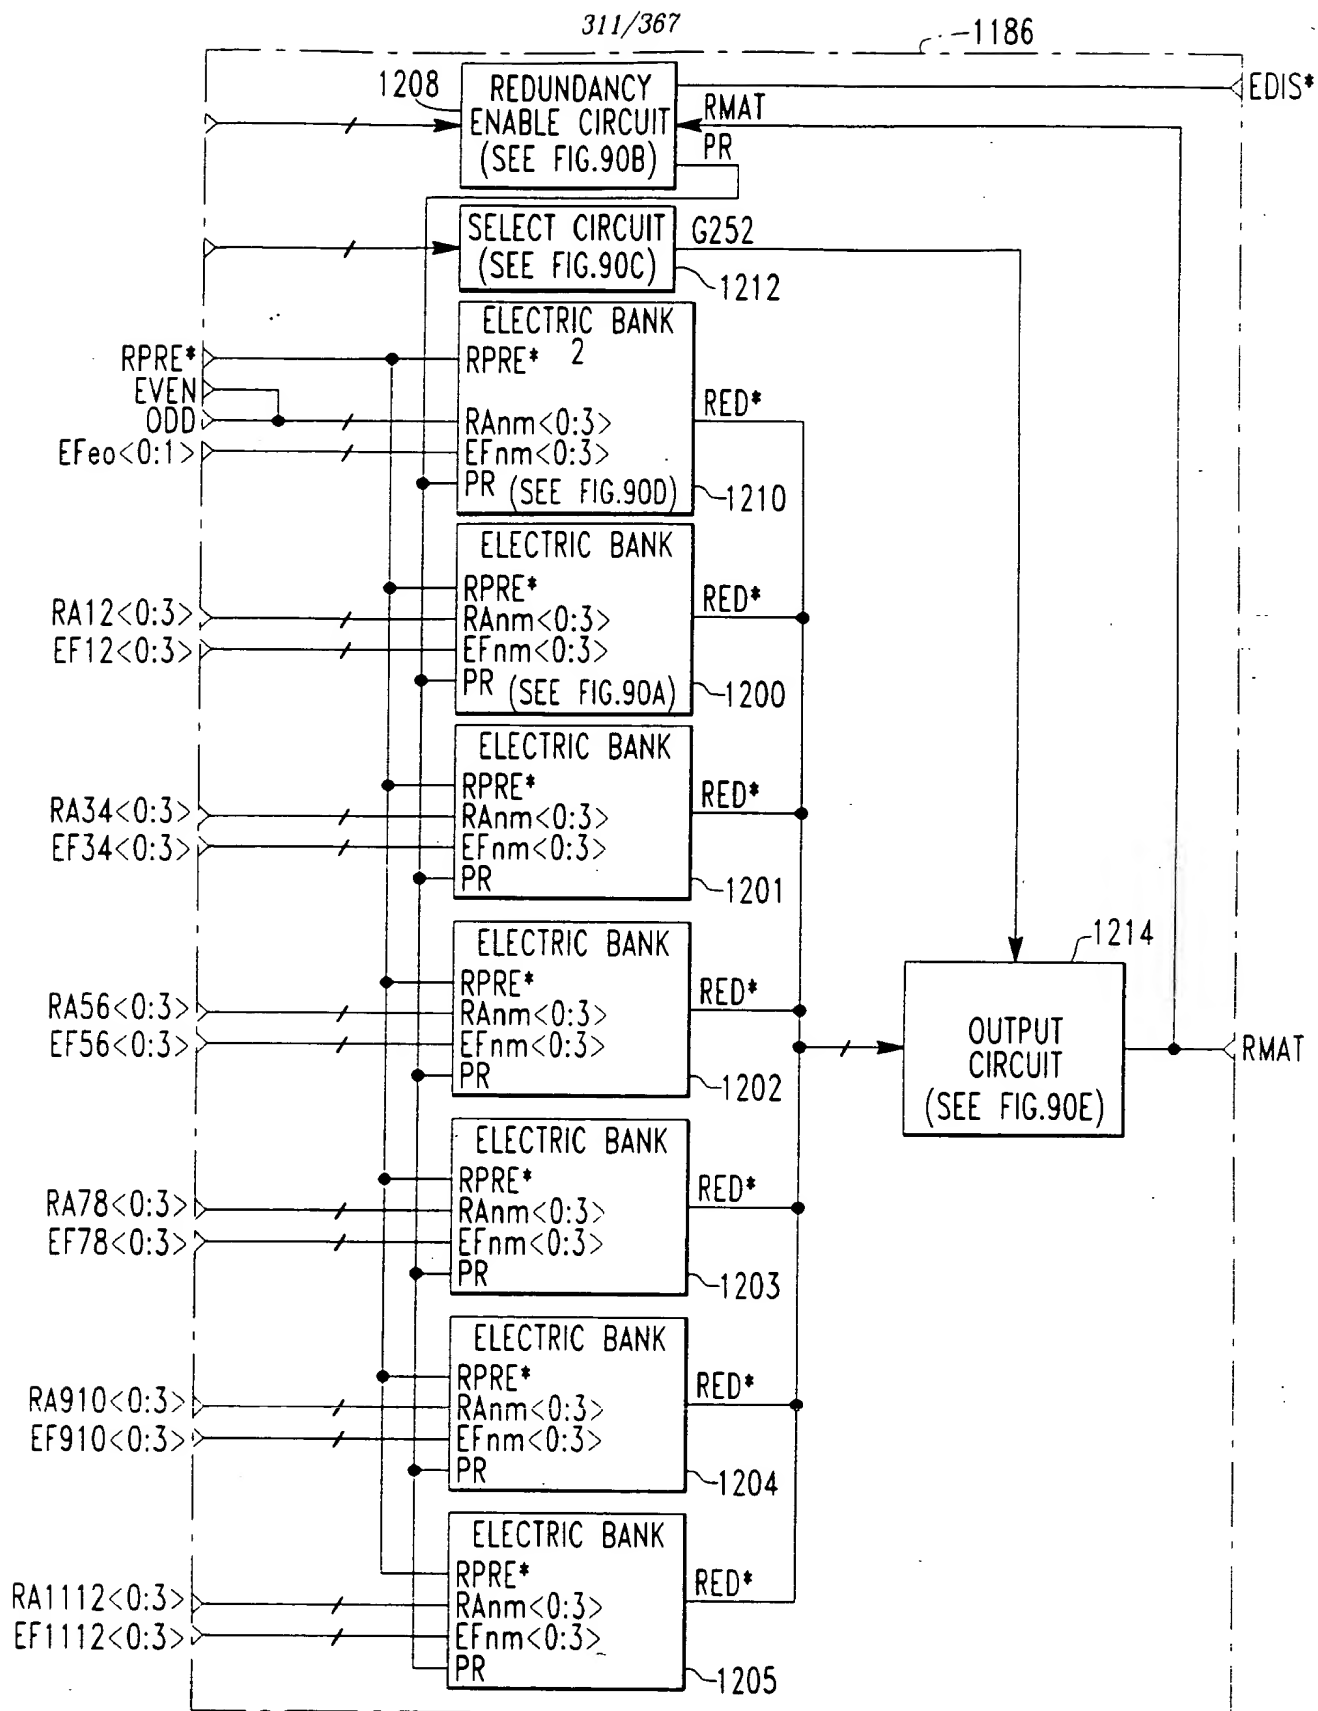 311/367
1186
1208
REDUNDANCY
ENABLE CIRCUIT
(SEE FIG.90B)
EDIS*
RMAT
PR
SELECT CIRCUIT
(SEE FIG.90C)
G252
1212
ELECTRIC BANK
2
RPRE*
EVEN
ODD
EFeo<0:1>
RPRE*
RAnm<0:3>
EFnm<0:3>
PR (SEE FIG.90D)
RED*
1210
ELECTRIC BANK
RA12<0:3>
EF12<0:3>
RPRE*
RAnm<0:3>
EFnm<0:3>
PR (SEE FIG.90A)
RED*
1200
ELECTRIC BANK
RA34<0:3>
EF34<0:3>
RPRE*
RAnm<0:3>
EFnm<0:3>
PR
RED*
1201
ELECTRIC BANK
RA56<0:3>
EF56<0:3>
RPRE*
RAnm<0:3>
EFnm<0:3>
PR
RED*
1202
1214
OUTPUT
CIRCUIT
(SEE FIG.90E)
RMAT
ELECTRIC BANK
RA78<0:3>
EF78<0:3>
RPRE*
RAnm<0:3>
EFnm<0:3>
PR
RED*
1203
ELECTRIC BANK
RA910<0:3>
EF910<0:3>
RPRE*
RAnm<0:3>
EFnm<0:3>
PR
RED*
1204
ELECTRIC BANK
RA1112<0:3>
EF1112<0:3>
RPRE*
RAnm<0:3>
EFnm<0:3>
PR
RED*
1205